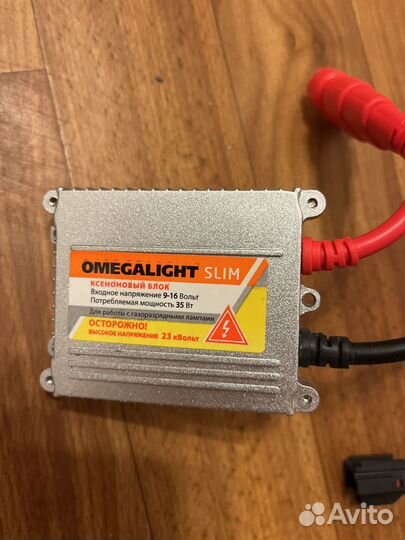 OMEGALIGHT SLIM
КСЕНОНОВЫЙ БЛОК
Входное напряжение 9-16 Вольт
Потребляемая мощность 35 Вт
Для работы с газоразрядными лампами
ОСТОРОЖНО!
ВЫСОКОЕ НАПРЯЖЕНИЕ 23 кВольт
Avito